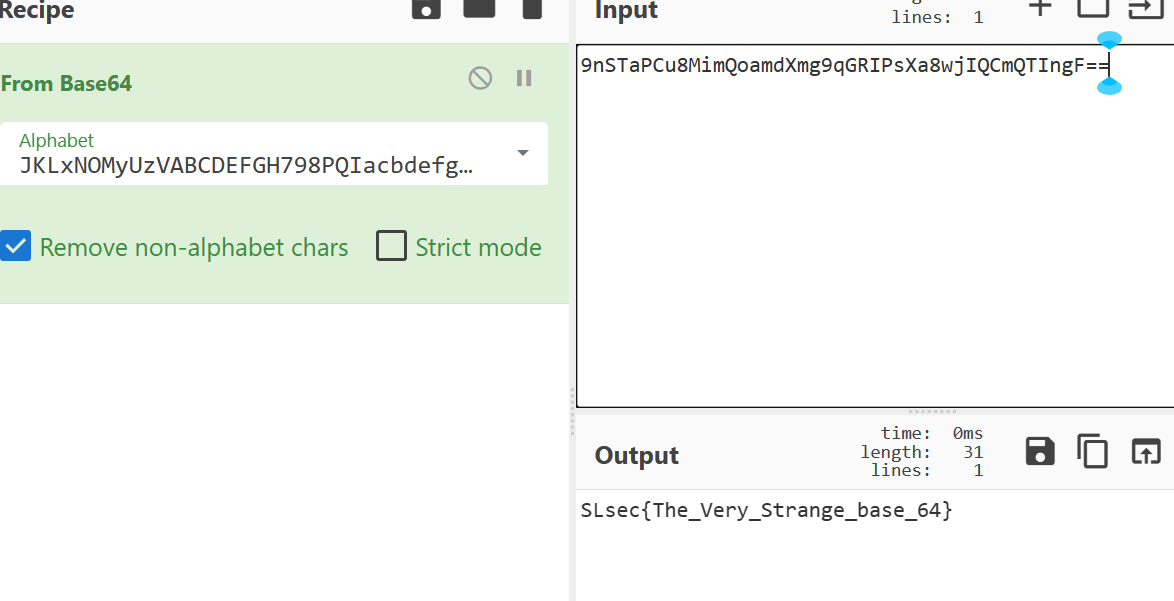 Recipe
Input
lines: 1
From Base64
Alphabet
JKLxNOMyUzVABCDEFGH798PQIacbdefg…
Remove non-alphabet chars
Strict mode
9nSTaPCu8MimQoamdXmg9qGRIPsXa8wjIQCmQTIngF==
Output
time: 0ms
length: 31
lines: 1
SLsec{The_Very_Strange_base_64}